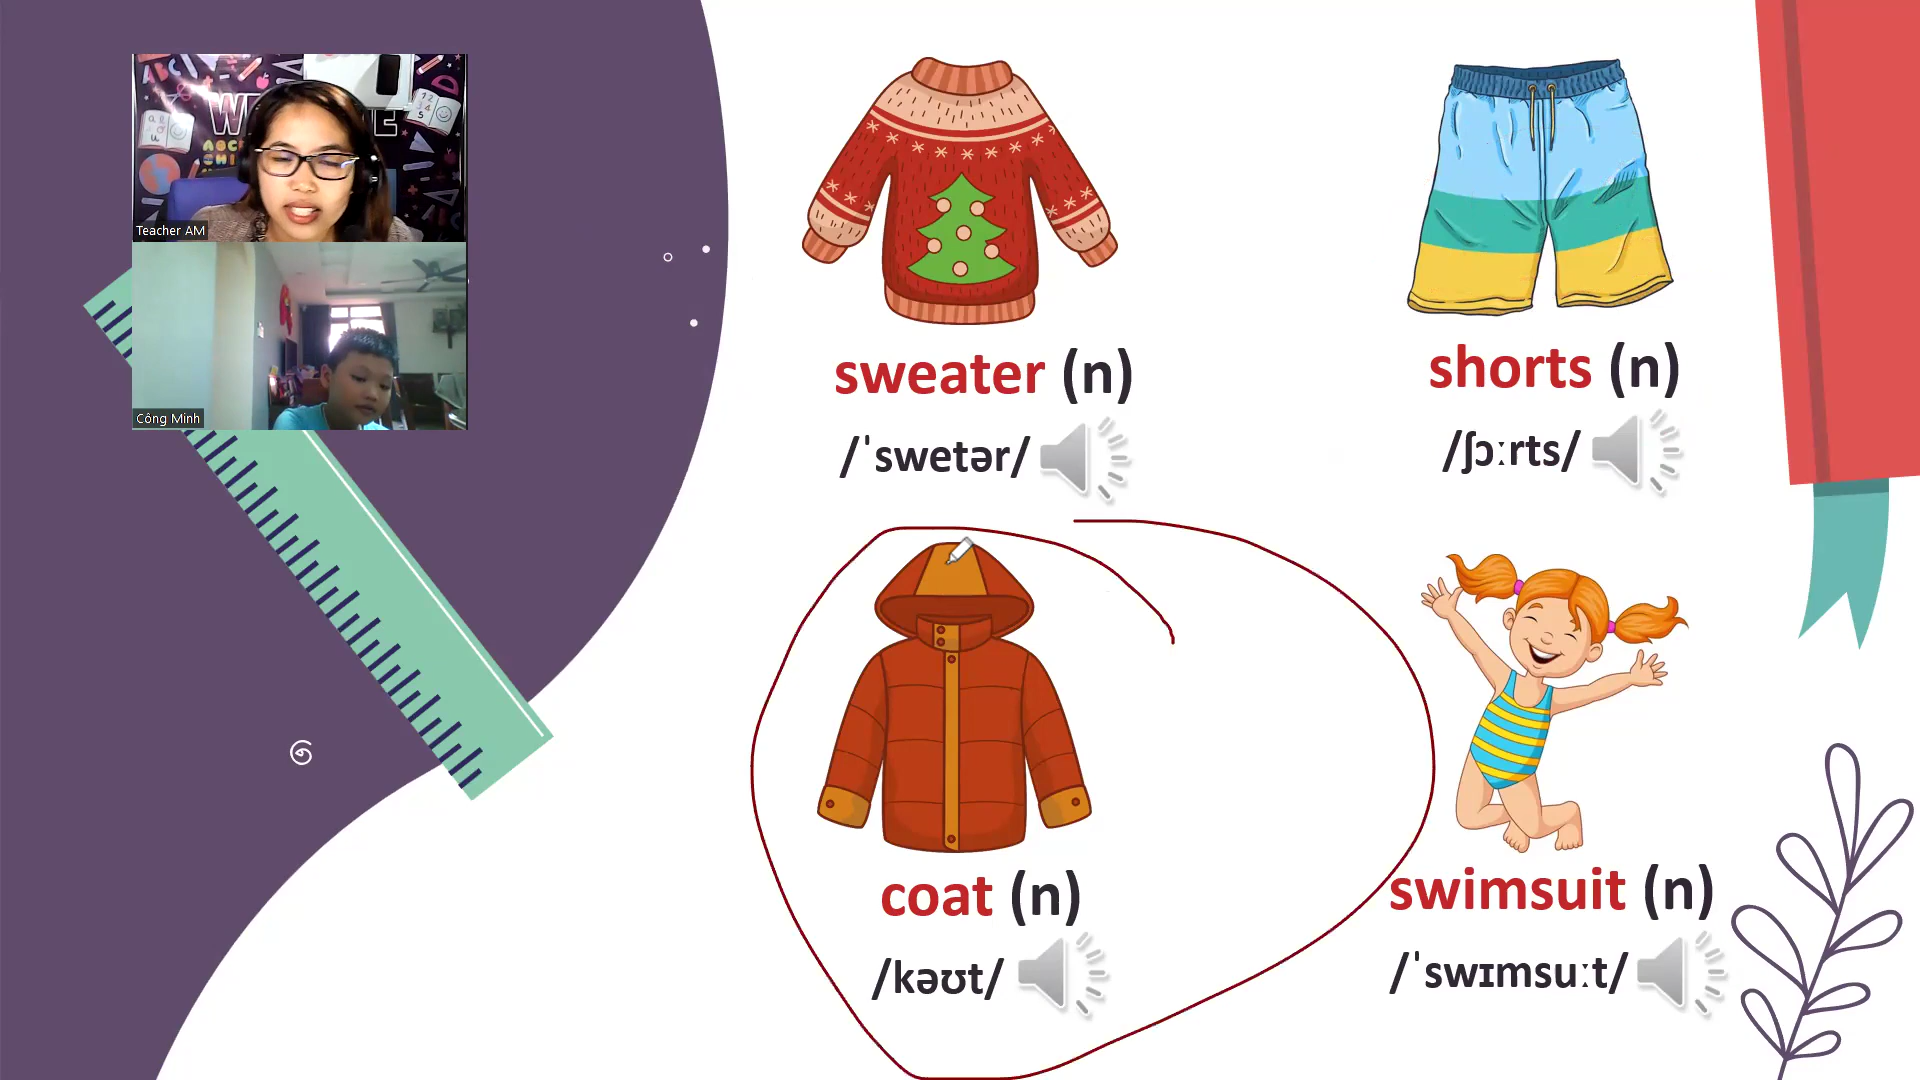 Teacher AM
Công Minh
sweater (n)
/ˈswetər/
shorts (n)
/ʃɔːrts/
coat (n)
/kəʊt/
swimsuit (n)
/ˈswɪmsuːt/